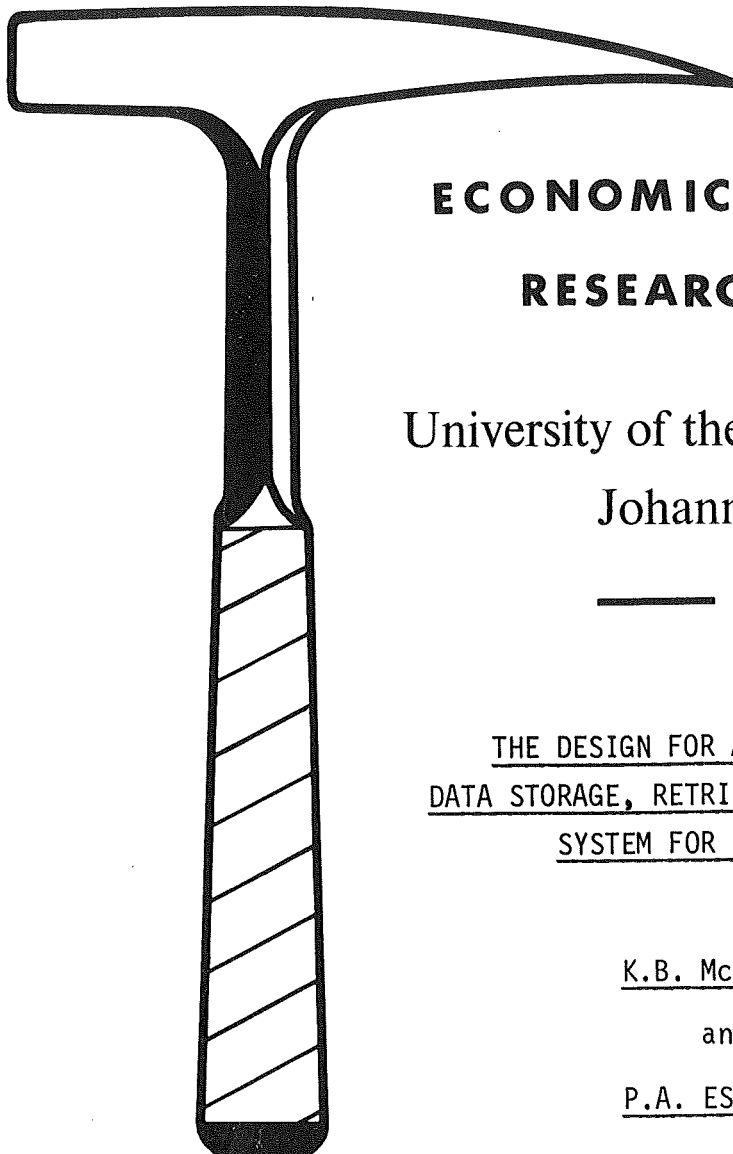 ECONOMIC
RESEARC
University of the
Johann
THE DESIGN FOR A
DATA STORAGE, RETRI
SYSTEM FOR
K.B. Mc
an
P.A. ES